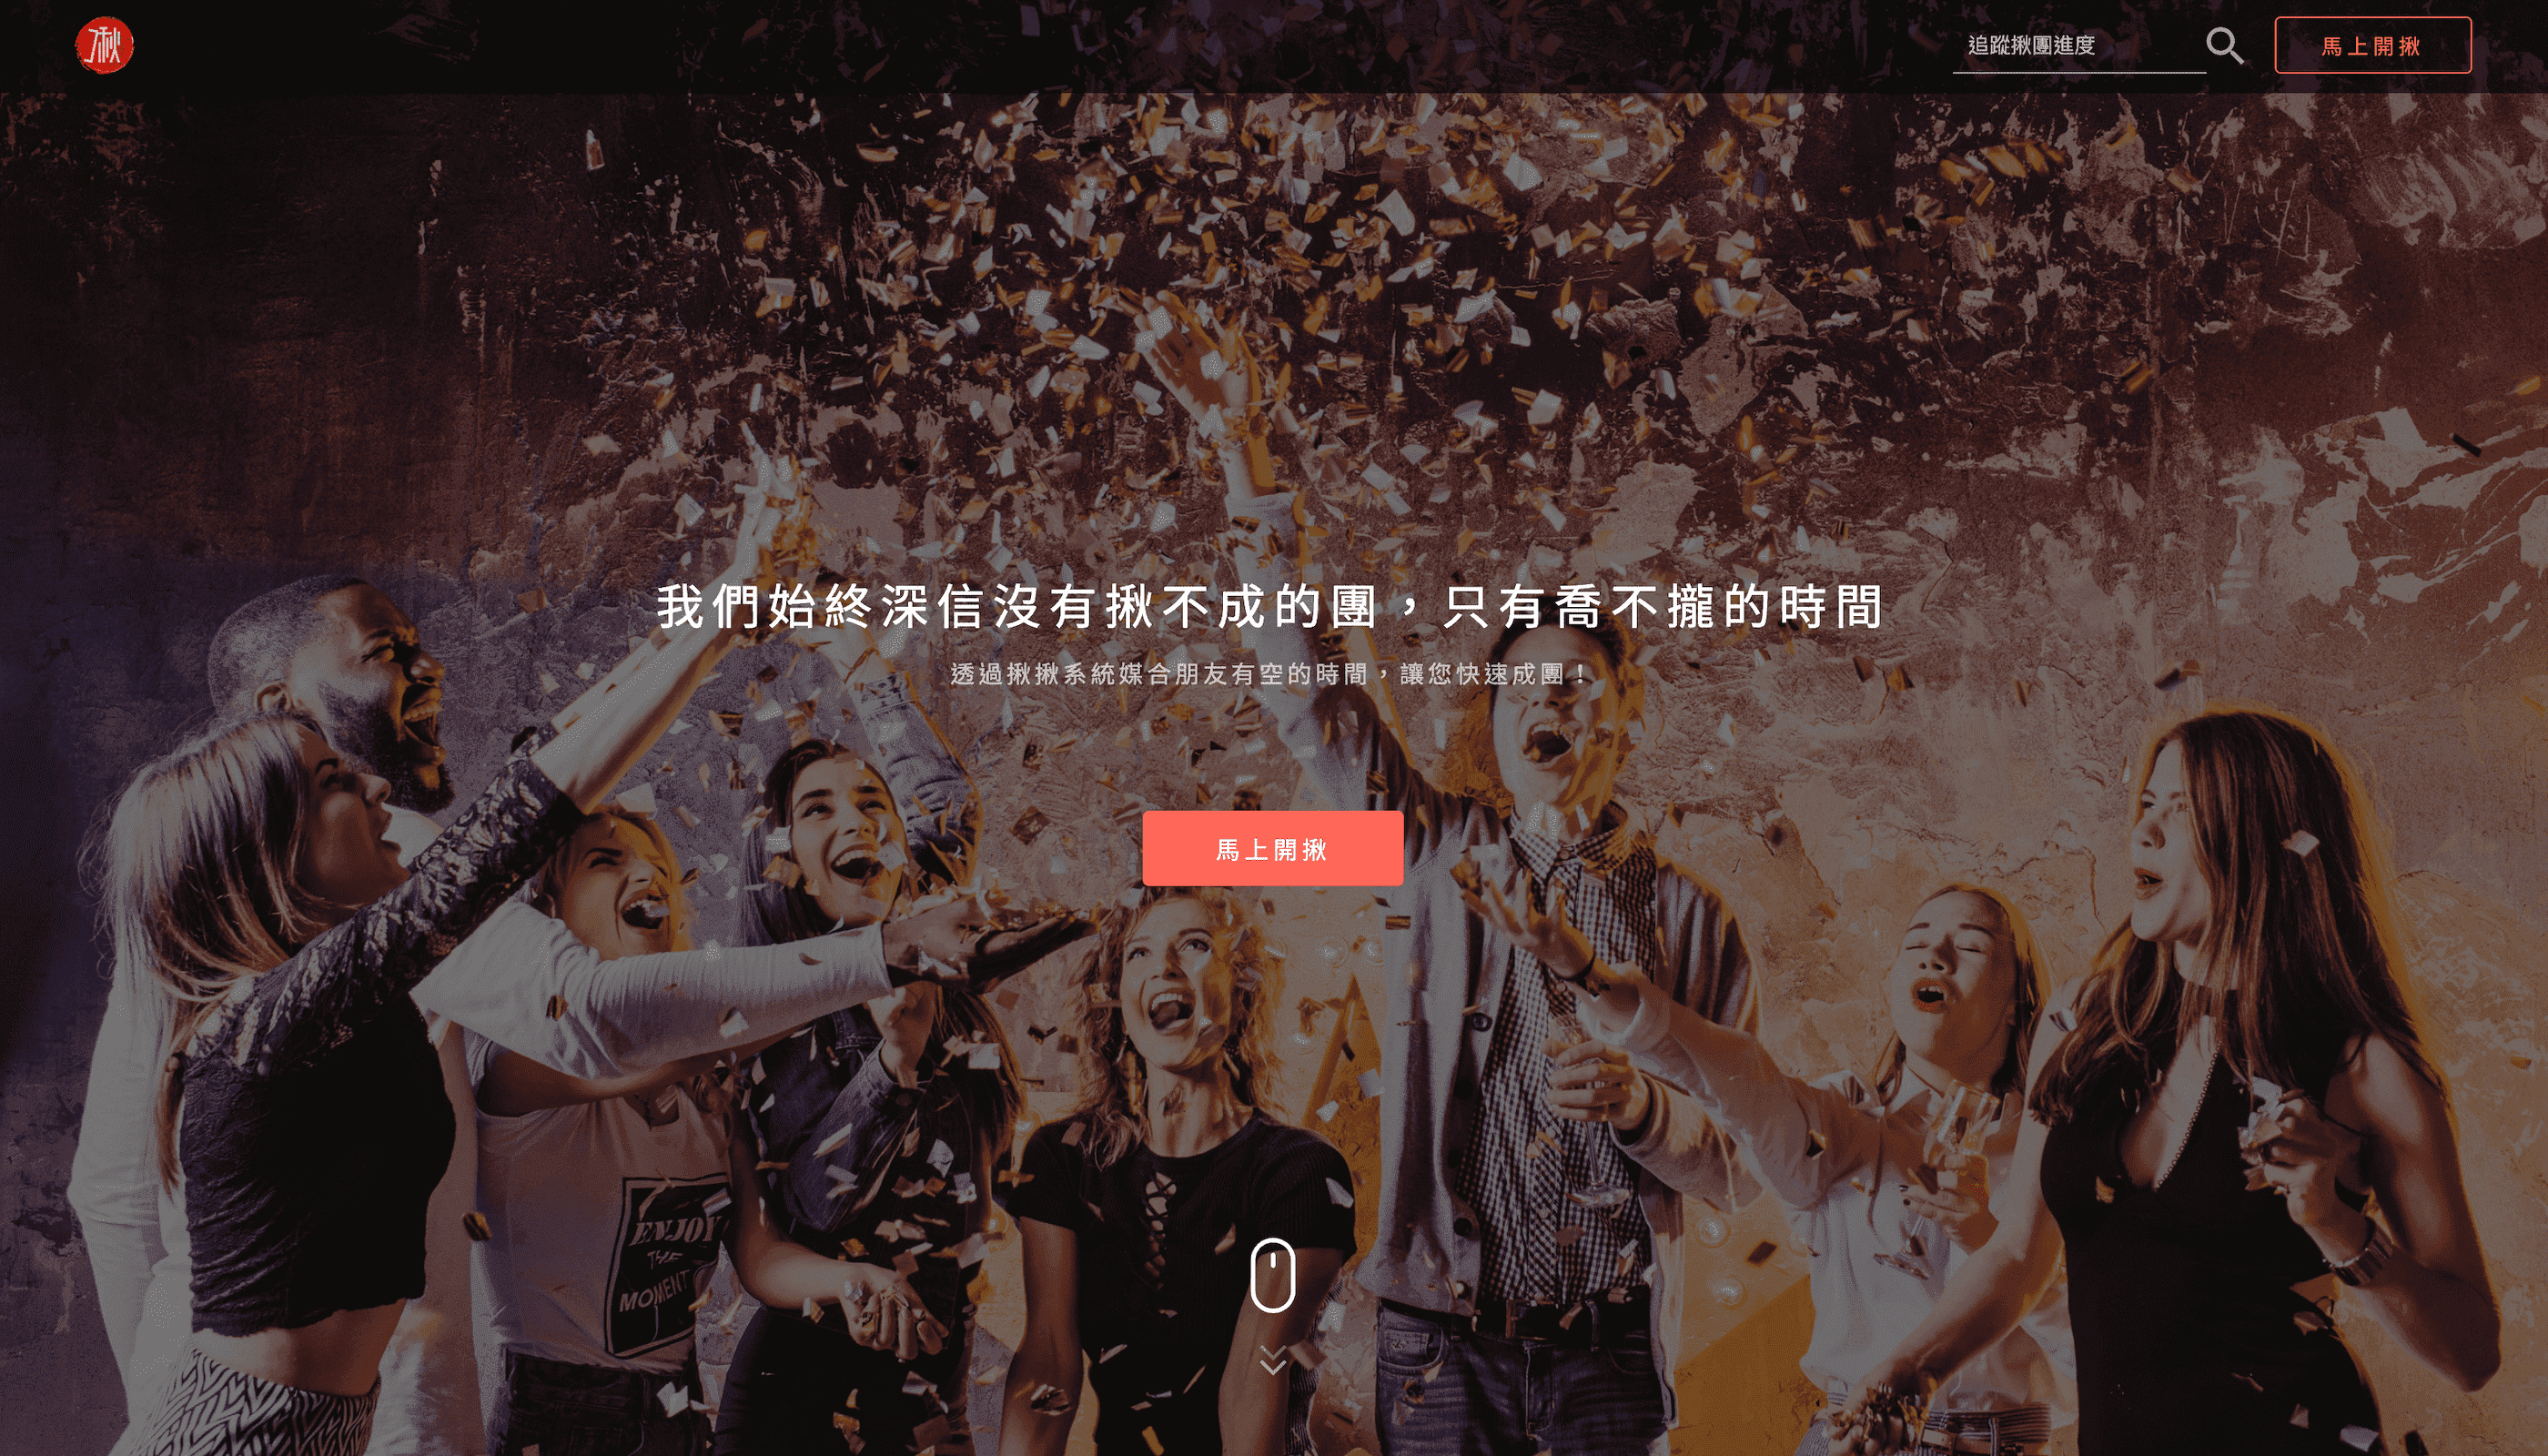 揪
追蹤揪團進度
馬上開揪
我們始終深信沒有揪不成的團，只有喬不攏的時間
透過揪揪系統媒合朋友有空的時間，讓您快速成團！
馬上開揪
ENJOY
THE
MOMENT